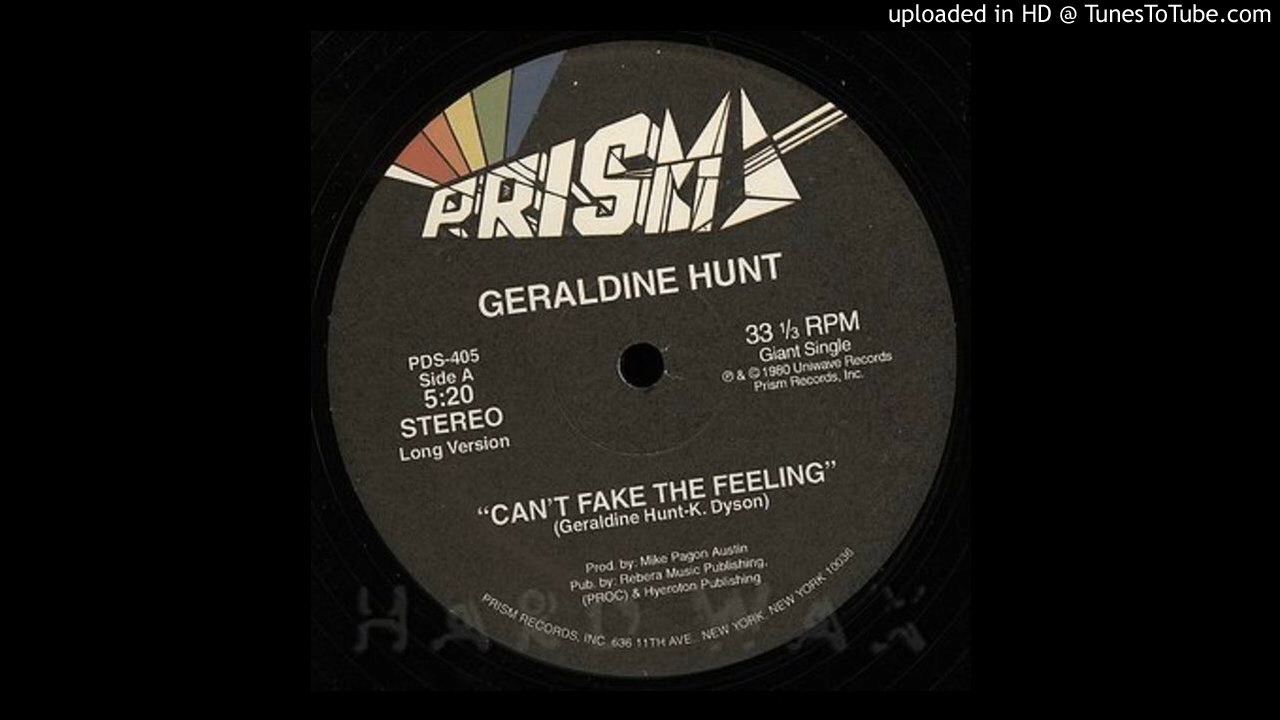 uploaded in HD @ TunesToTube.com
PRISM
GERALDINE HUNT
PDS-405
Side A
5:20
STEREO
Long Version
33 ⅓ RPM
Giant Single
℗ & © 1980 Uniwave Records
Prism Records, Inc.
“CAN’T FAKE THE FEELING”
(Geraldine Hunt-K. Dyson)
Prod. by: Mike Pagon Austin
Pub. by: Rebera Music Publishing,
(PROC) & Hyeroton Publishing
PRISM RECORDS, INC. 636 11TH AVE. NEW YORK, NEW YORK 10036
HARD WAX